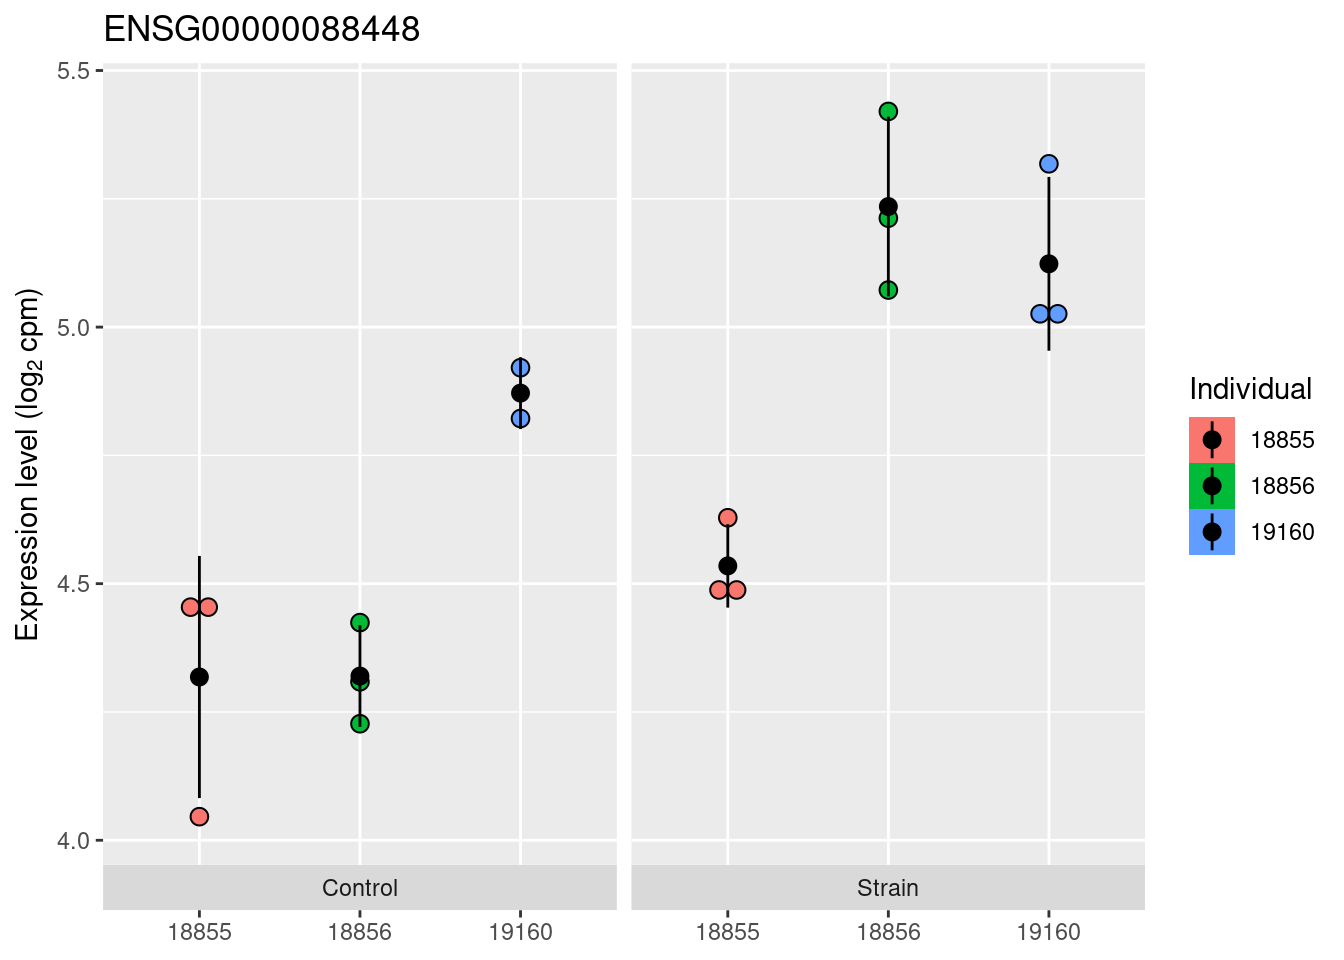 ENSG00000088448
Expression level (log₂ cpm)
5.5
5.0
4.5
4.0
Control
Strain
18855
18856
19160
18855
18856
19160
Individual
18855
18856
19160